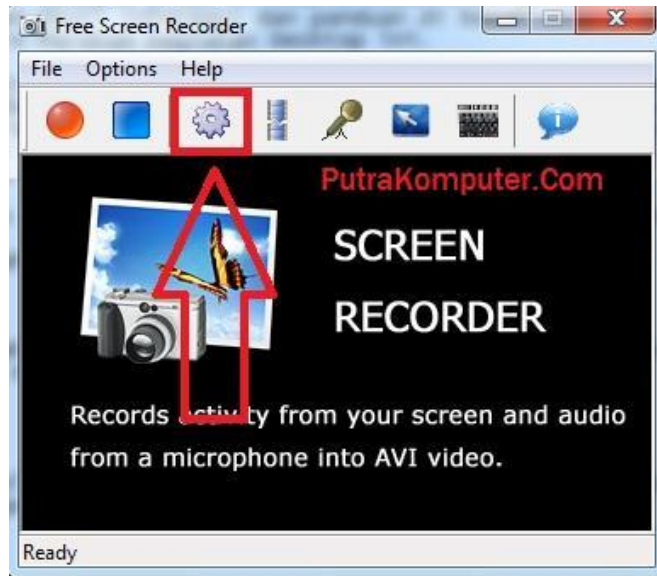 Free Screen Recorder
File Options Help
PutraKomputer.Com
SCREEN
RECORDER
Records activity from your screen and audio
from a microphone into AVI video.
Ready